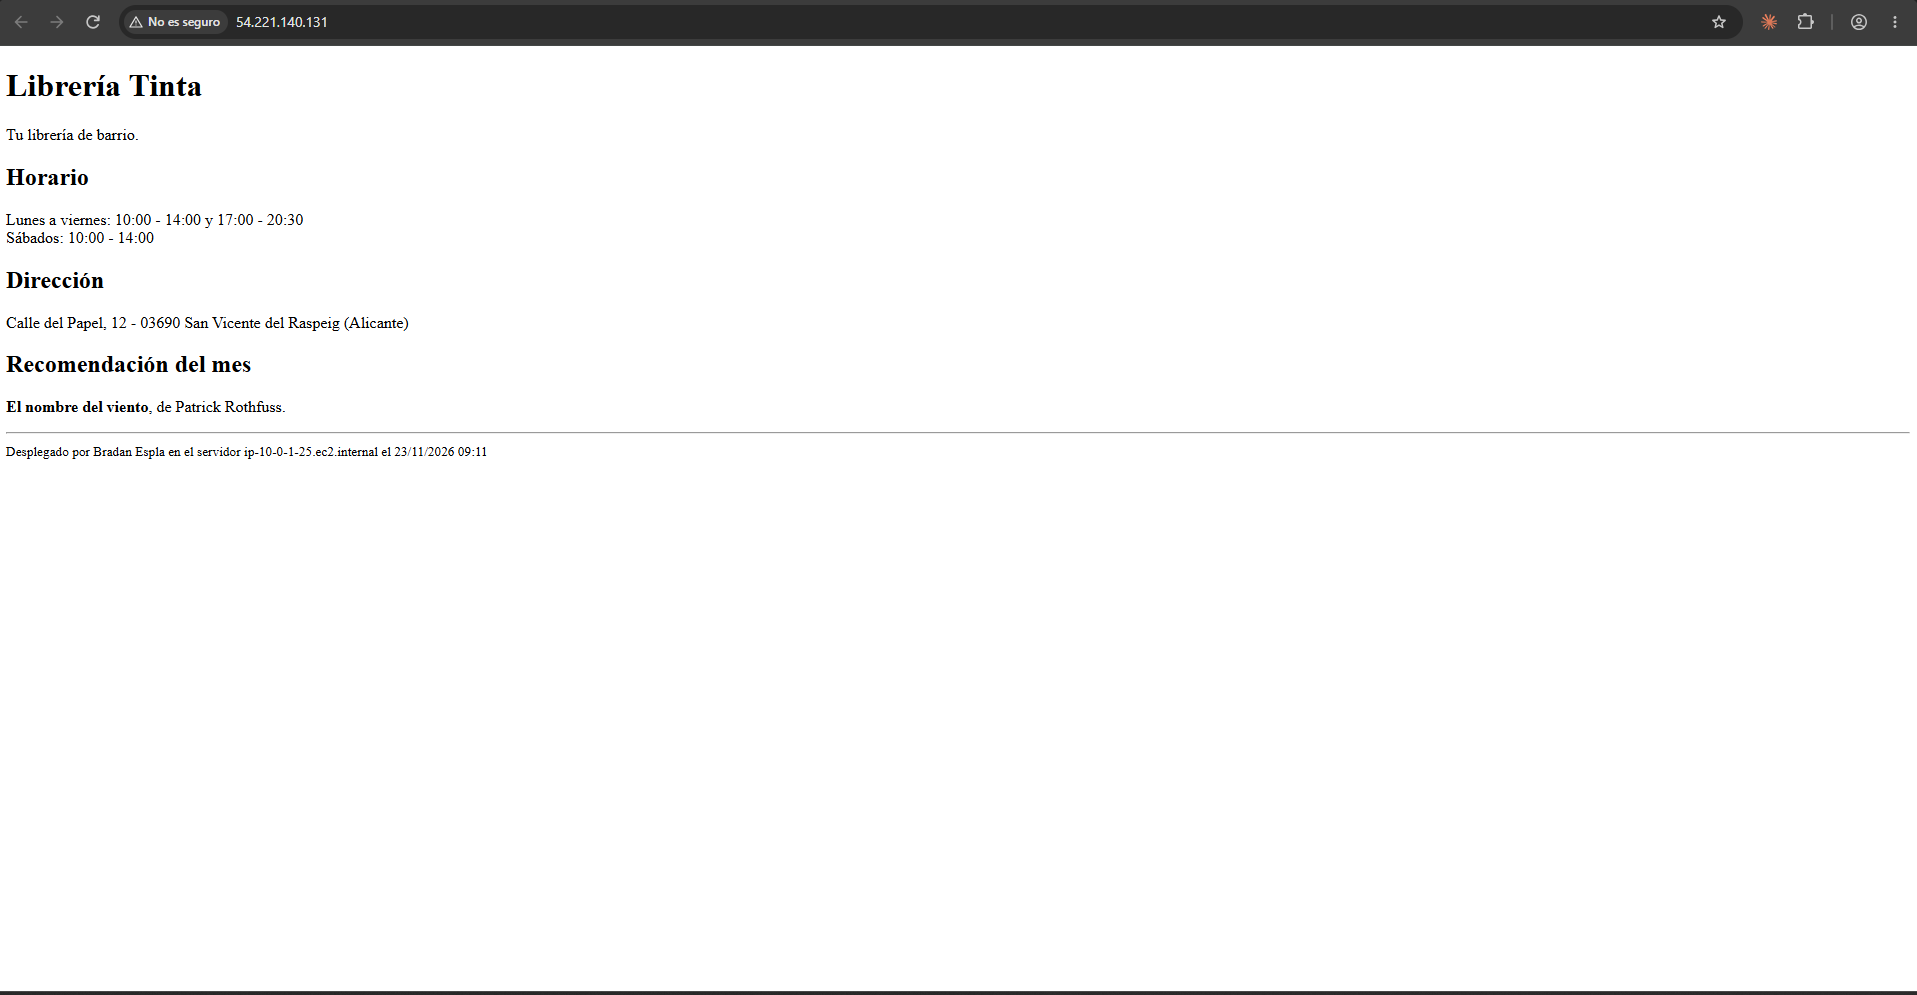 No es seguro 54.221.140.131
Librería Tinta
Tu librería de barrio.
Horario
Lunes a viernes: 10:00 - 14:00 y 17:00 - 20:30
Sábados: 10:00 - 14:00
Dirección
Calle del Papel, 12 - 03690 San Vicente del Raspeig (Alicante)
Recomendación del mes
El nombre del viento, de Patrick Rothfuss.
Desplegado por Bradan Espla en el servidor ip-10-0-1-25.ec2.internal el 23/11/2026 09:11